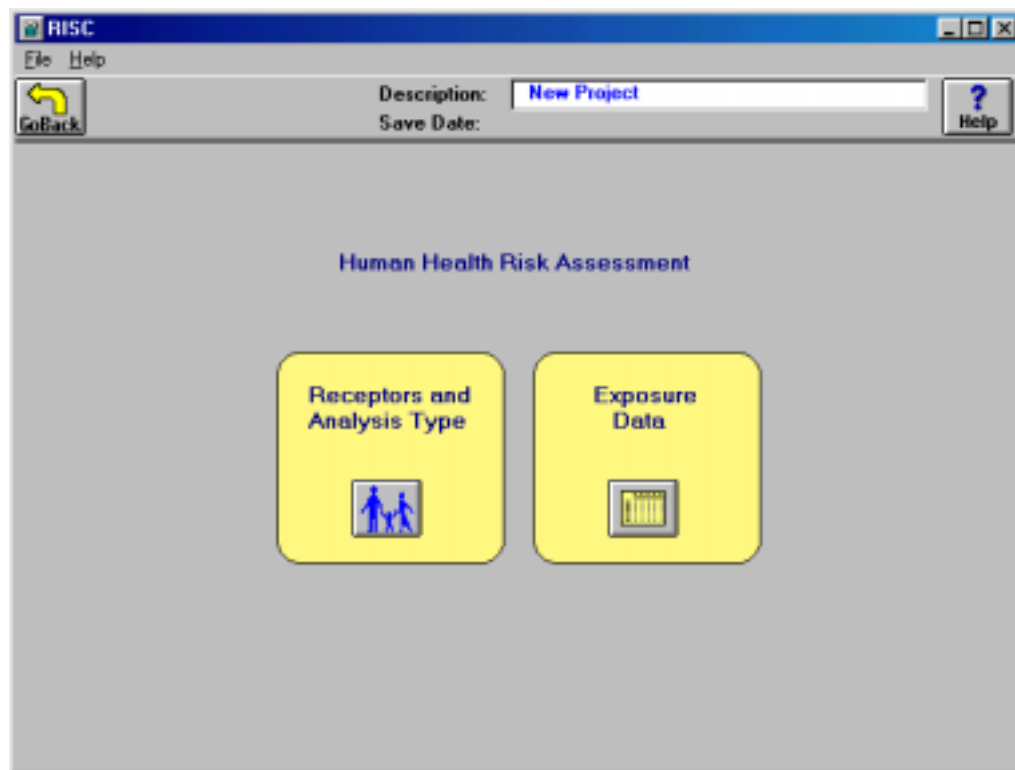 RISC
File Help
GoBack
Description: New Project
Save Date:
? Help
Human Health Risk Assessment
Receptors and
Analysis Type
Exposure
Data